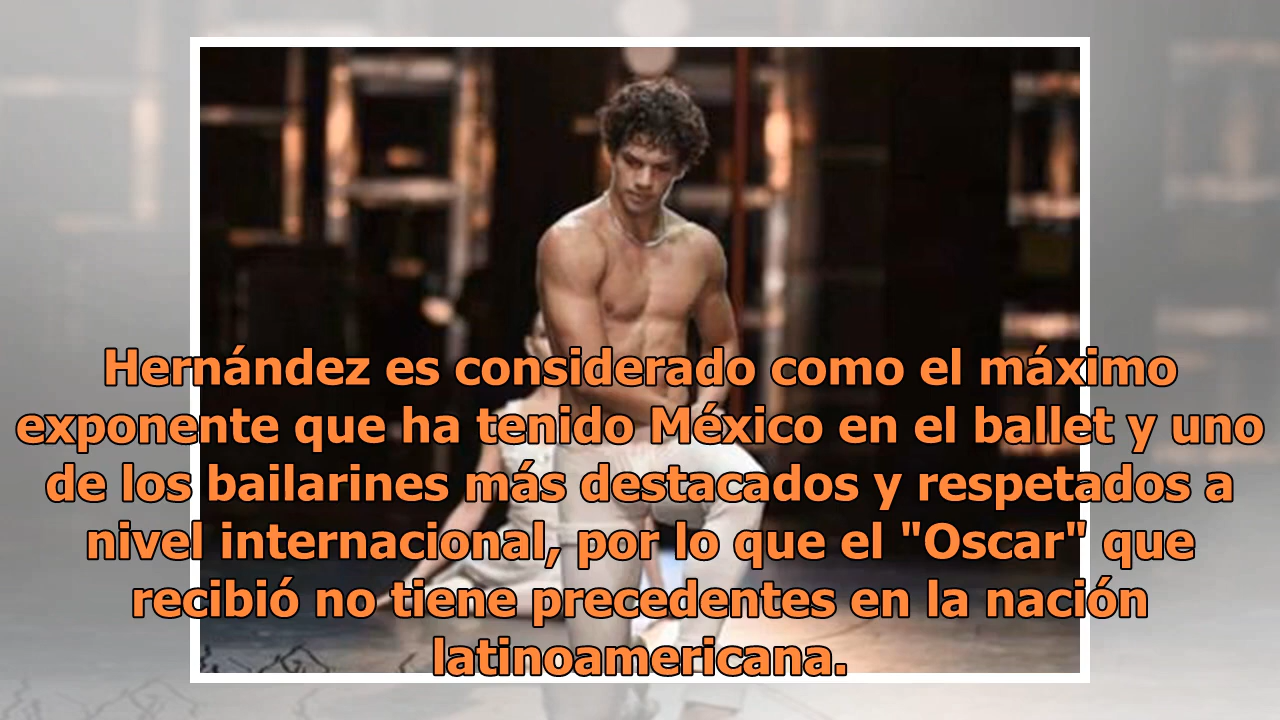 Hernández es considerado como el máximo
exponente que ha tenido México en el ballet y uno
de los bailarines más destacados y respetados a
nivel internacional, por lo que el "Oscar" que
recibió no tiene precedentes en la nación
latinoamericana.